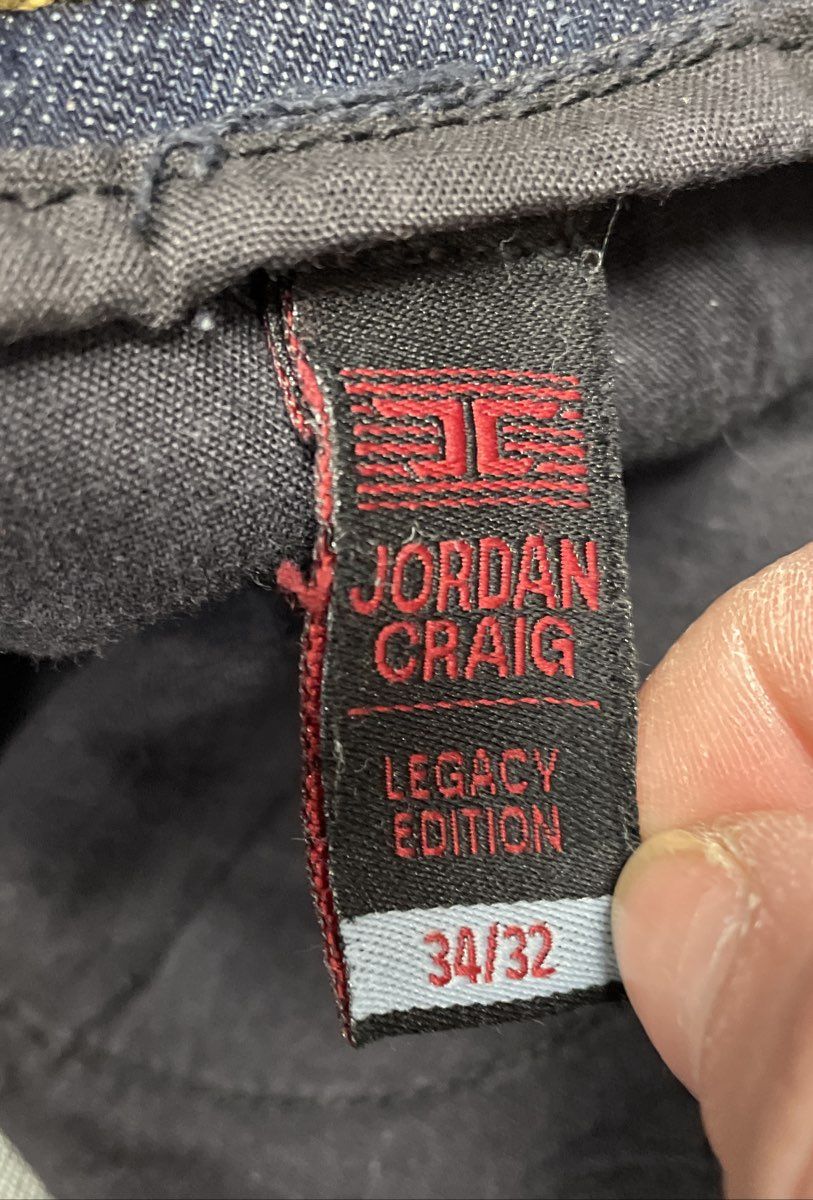 JORDAN
CRAIG
LEGACY
EDITION
34/32